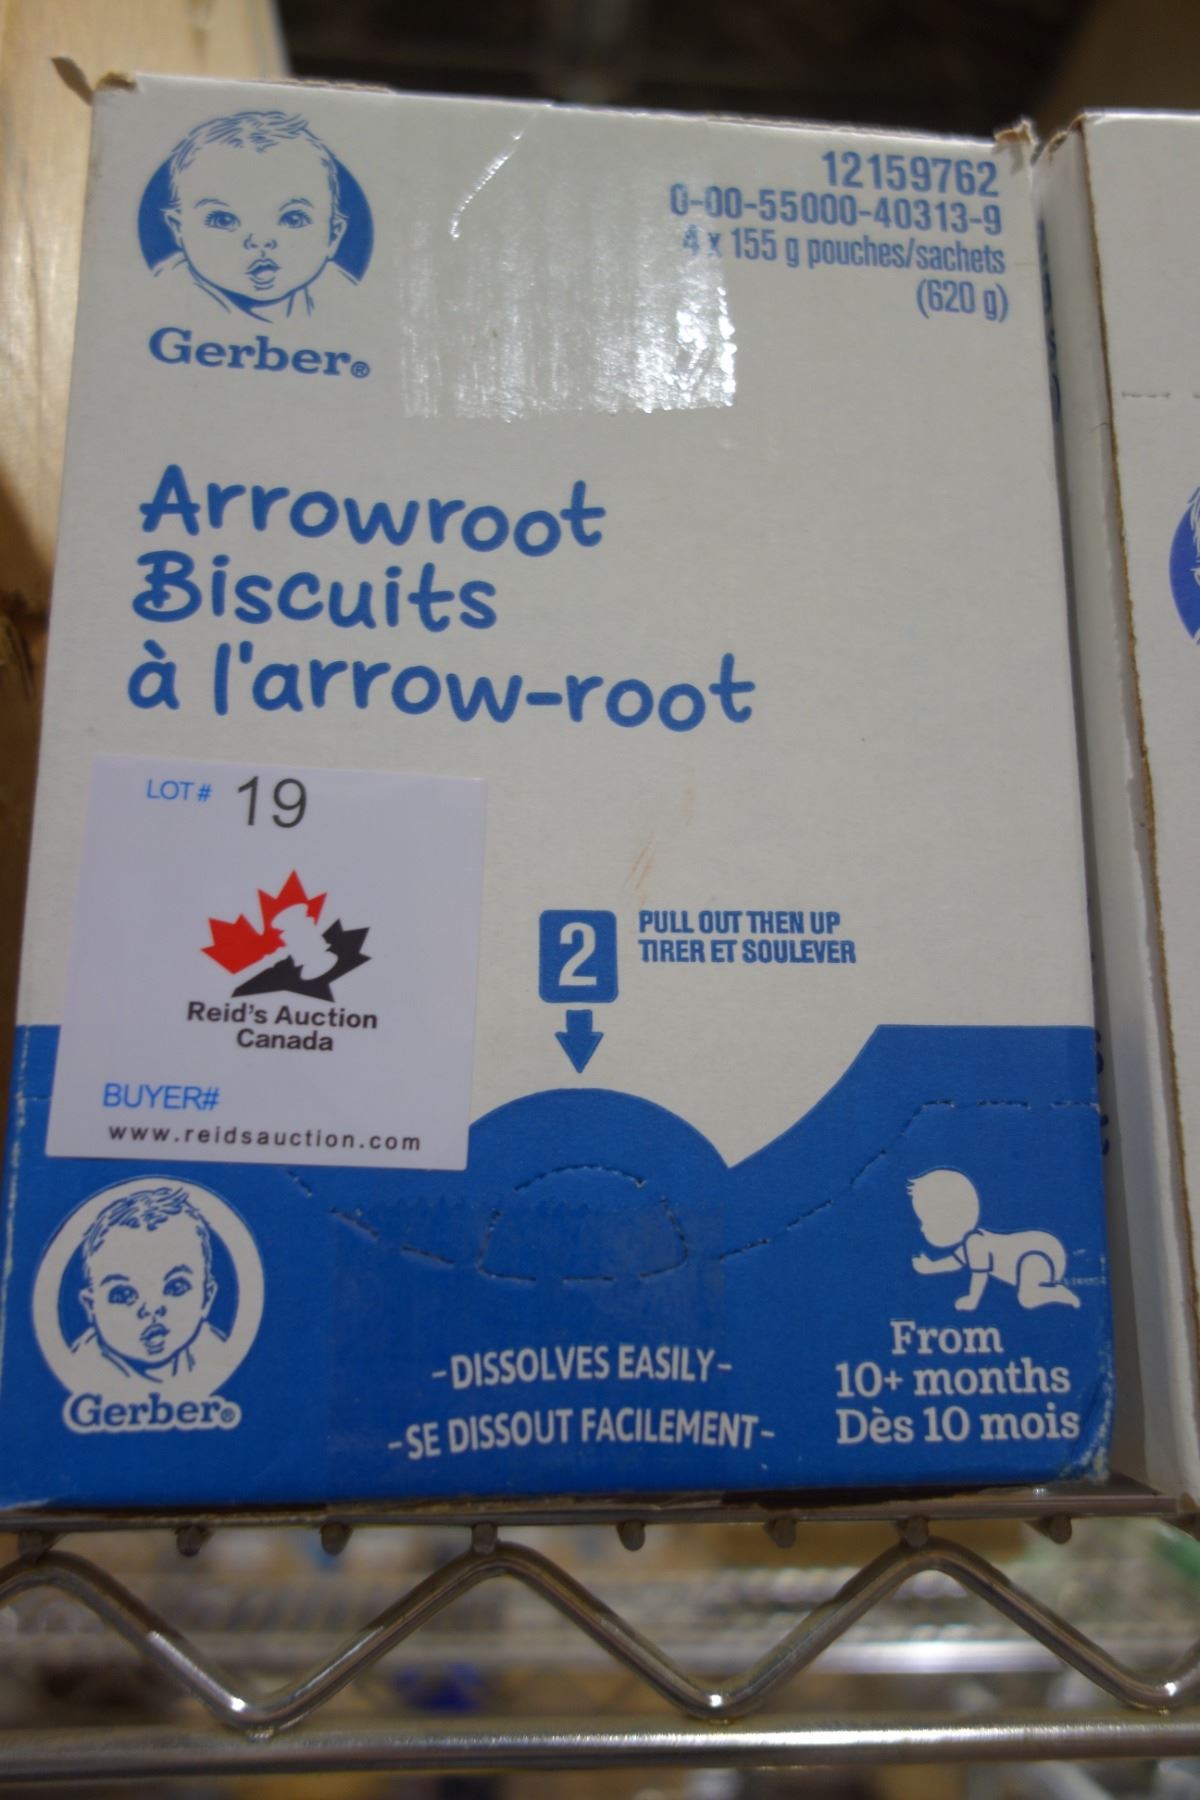 12159762
0-00-55000-40313-9
4 x 155 g pouches/sachets
(620 g)
Gerber®
Arrowroot
Biscuits
à l'arrow-root
LOT# 19
Reid's Auction
Canada
BUYER#
www.reidsauction.com
2
PULL OUT THEN UP
TIRER ET SOULEVER
Gerber®
-DISSOLVES EASILY-
-SE DISSOUT FACILEMENT-
From
10+ months
Dès 10 mois